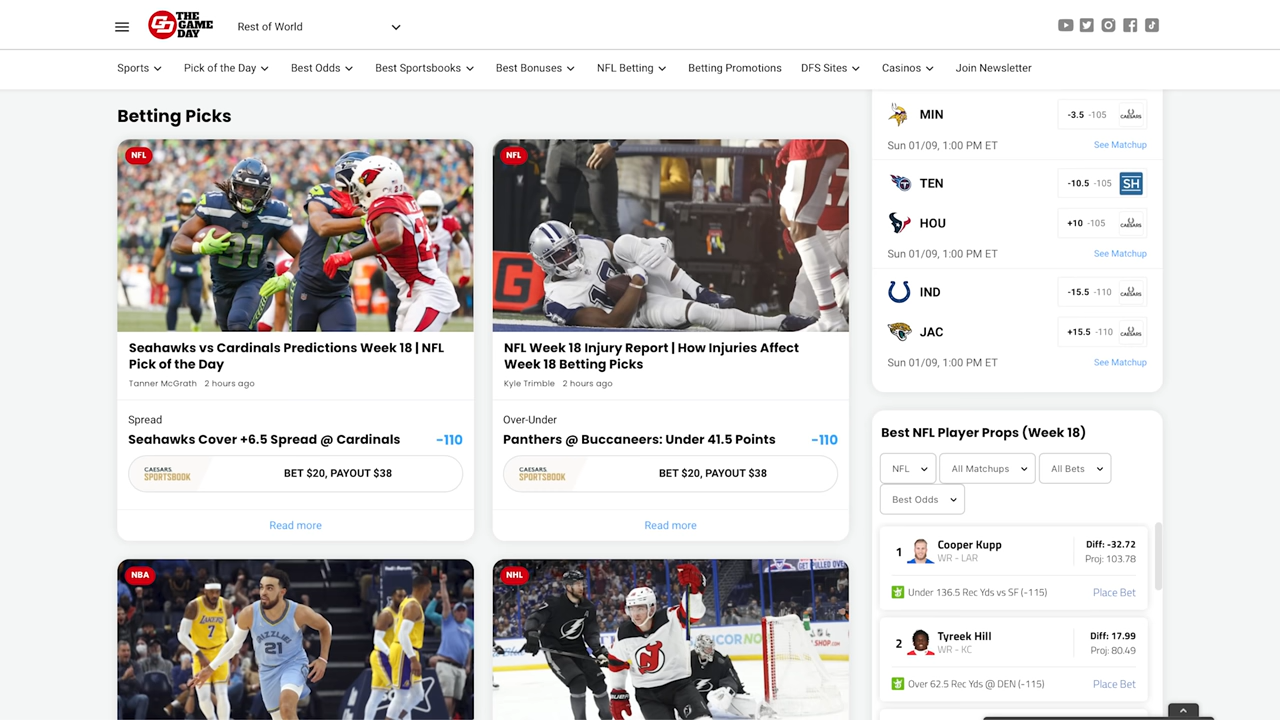 THE GAME DAY
Rest of World
Sports
Pick of the Day
Best Odds
Best Sportsbooks
Best Bonuses
NFL Betting
Betting Promotions
DFS Sites
Casinos
Join Newsletter
Betting Picks
NFL
Seahawks vs Cardinals Predictions Week 18 | NFL
Pick of the Day
Tanner McGrath 2 hours ago
Spread
Seahawks Cover +6.5 Spread @ Cardinals -110
CAESARS
SPORTSBOOK
BET $20, PAYOUT $38
Read more
NFL
NFL Week 18 Injury Report | How Injuries Affect
Week 18 Betting Picks
Kyle Trimble 2 hours ago
Over-Under
Panthers @ Buccaneers: Under 41.5 Points -110
CAESARS
SPORTSBOOK
BET $20, PAYOUT $38
Read more
NBA
LAKERS
7
GRIZZLIES
21
NHL
MIN -3.5 -105 CAESARS
Sun 01/09, 1:00 PM ET See Matchup
TEN -10.5 -105 SH
HOU +10 -105 CAESARS
Sun 01/09, 1:00 PM ET See Matchup
IND -15.5 -110 CAESARS
JAC +15.5 -110 CAESARS
Sun 01/09, 1:00 PM ET See Matchup
Best NFL Player Props (Week 18)
NFL
All Matchups
All Bets
Best Odds
1 Cooper Kupp Diff: -32.72
WR - LAR Proj: 103.78
Under 136.5 Rec Yds vs SF (-115) Place Bet
2 Tyreek Hill Diff: 17.99
WR - KC Proj: 80.49
Over 62.5 Rec Yds @ DEN (-115) Place Bet